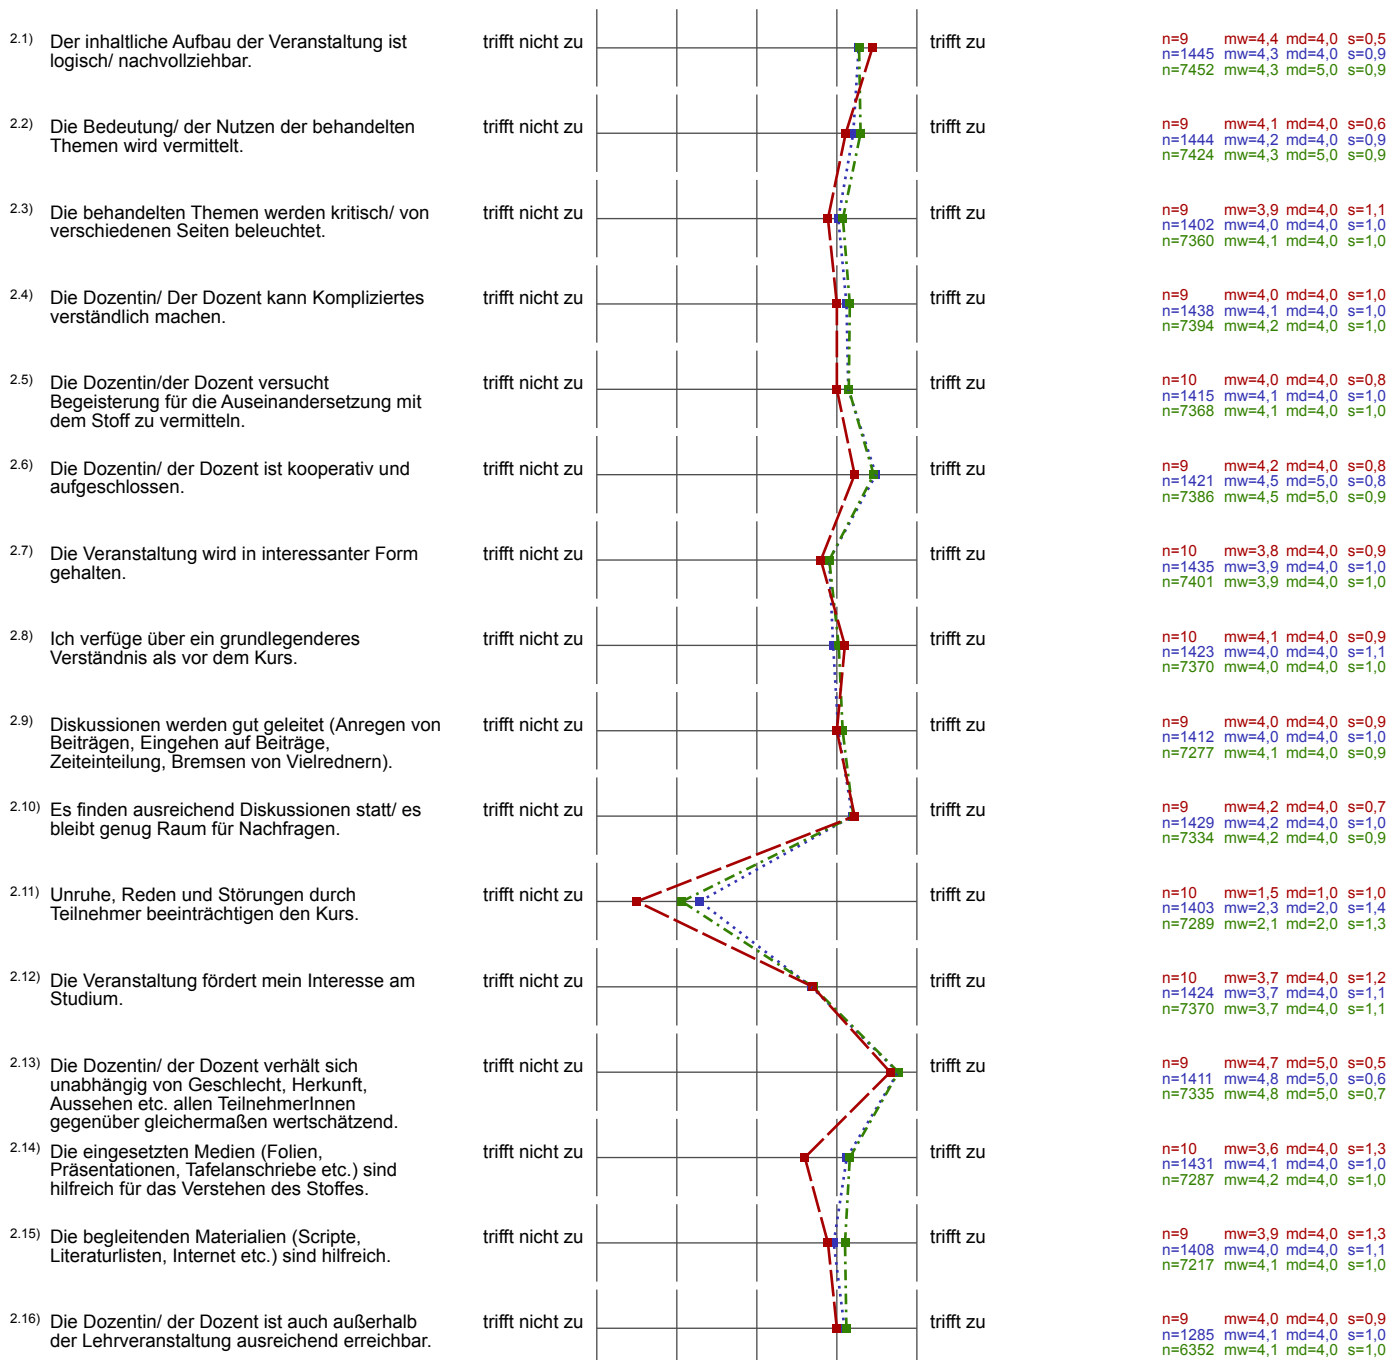 2.1) Der inhaltliche Aufbau der Veranstaltung ist
logisch/ nachvollziehbar.
trifft nicht zu
trifft zu
n=9 mw=4,4 md=4,0 s=0,5
n=1445 mw=4,3 md=4,0 s=0,9
n=7452 mw=4,3 md=5,0 s=0,9
2.2) Die Bedeutung/ der Nutzen der behandelten
Themen wird vermittelt.
trifft nicht zu
trifft zu
n=9 mw=4,1 md=4,0 s=0,6
n=1444 mw=4,2 md=4,0 s=0,9
n=7424 mw=4,3 md=5,0 s=0,9
2.3) Die behandelten Themen werden kritisch/ von
verschiedenen Seiten beleuchtet.
trifft nicht zu
trifft zu
n=9 mw=3,9 md=4,0 s=1,1
n=1402 mw=4,0 md=4,0 s=1,0
n=7360 mw=4,1 md=4,0 s=1,0
2.4) Die Dozentin/ Der Dozent kann Kompliziertes
verständlich machen.
trifft nicht zu
trifft zu
n=9 mw=4,0 md=4,0 s=1,0
n=1438 mw=4,1 md=4,0 s=1,0
n=7394 mw=4,2 md=4,0 s=1,0
2.5) Die Dozentin/der Dozent versucht
Begeisterung für die Auseinandersetzung mit
dem Stoff zu vermitteln.
trifft nicht zu
trifft zu
n=10 mw=4,0 md=4,0 s=0,8
n=1415 mw=4,1 md=4,0 s=1,0
n=7368 mw=4,1 md=4,0 s=1,0
2.6) Die Dozentin/ der Dozent ist kooperativ und
aufgeschlossen.
trifft nicht zu
trifft zu
n=9 mw=4,2 md=4,0 s=0,8
n=1421 mw=4,5 md=5,0 s=0,8
n=7386 mw=4,5 md=5,0 s=0,9
2.7) Die Veranstaltung wird in interessanter Form
gehalten.
trifft nicht zu
trifft zu
n=10 mw=3,8 md=4,0 s=0,9
n=1435 mw=3,9 md=4,0 s=1,0
n=7401 mw=3,9 md=4,0 s=1,0
2.8) Ich verfüge über ein grundlegenderes
Verständnis als vor dem Kurs.
trifft nicht zu
trifft zu
n=10 mw=4,1 md=4,0 s=0,9
n=1423 mw=4,0 md=4,0 s=1,1
n=7370 mw=4,0 md=4,0 s=1,0
2.9) Diskussionen werden gut geleitet (Anregen von
Beiträgen, Eingehen auf Beiträge,
Zeiteinteilung, Bremsen von Vielrednern).
trifft nicht zu
trifft zu
n=9 mw=4,0 md=4,0 s=0,9
n=1412 mw=4,0 md=4,0 s=1,0
n=7277 mw=4,1 md=4,0 s=0,9
2.10) Es finden ausreichend Diskussionen statt/ es
bleibt genug Raum für Nachfragen.
trifft nicht zu
trifft zu
n=9 mw=4,2 md=4,0 s=0,7
n=1429 mw=4,2 md=4,0 s=1,0
n=7334 mw=4,2 md=4,0 s=0,9
2.11) Unruhe, Reden und Störungen durch
Teilnehmer beeinträchtigen den Kurs.
trifft nicht zu
trifft zu
n=10 mw=1,5 md=1,0 s=1,0
n=1403 mw=2,3 md=2,0 s=1,4
n=7289 mw=2,1 md=2,0 s=1,3
2.12) Die Veranstaltung fördert mein Interesse am
Studium.
trifft nicht zu
trifft zu
n=10 mw=3,7 md=4,0 s=1,2
n=1424 mw=3,7 md=4,0 s=1,1
n=7370 mw=3,7 md=4,0 s=1,1
2.13) Die Dozentin/ der Dozent verhält sich
unabhängig von Geschlecht, Herkunft,
Aussehen etc. allen TeilnehmerInnen
gegenüber gleichermaßen wertschätzend.
trifft nicht zu
trifft zu
n=9 mw=4,7 md=5,0 s=0,5
n=1411 mw=4,8 md=5,0 s=0,6
n=7335 mw=4,8 md=5,0 s=0,7
2.14) Die eingesetzten Medien (Folien,
Präsentationen, Tafelanschriebe etc.) sind
hilfreich für das Verstehen des Stoffes.
trifft nicht zu
trifft zu
n=10 mw=3,6 md=4,0 s=1,3
n=1431 mw=4,1 md=4,0 s=1,0
n=7287 mw=4,2 md=4,0 s=1,0
2.15) Die begleitenden Materialien (Scripte,
Literaturlisten, Internet etc.) sind hilfreich.
trifft nicht zu
trifft zu
n=9 mw=3,9 md=4,0 s=1,3
n=1408 mw=4,0 md=4,0 s=1,1
n=7217 mw=4,1 md=4,0 s=1,0
2.16) Die Dozentin/ der Dozent ist auch außerhalb
der Lehrveranstaltung ausreichend erreichbar.
trifft nicht zu
trifft zu
n=9 mw=4,0 md=4,0 s=0,9
n=1285 mw=4,1 md=4,0 s=1,0
n=6352 mw=4,1 md=4,0 s=1,0